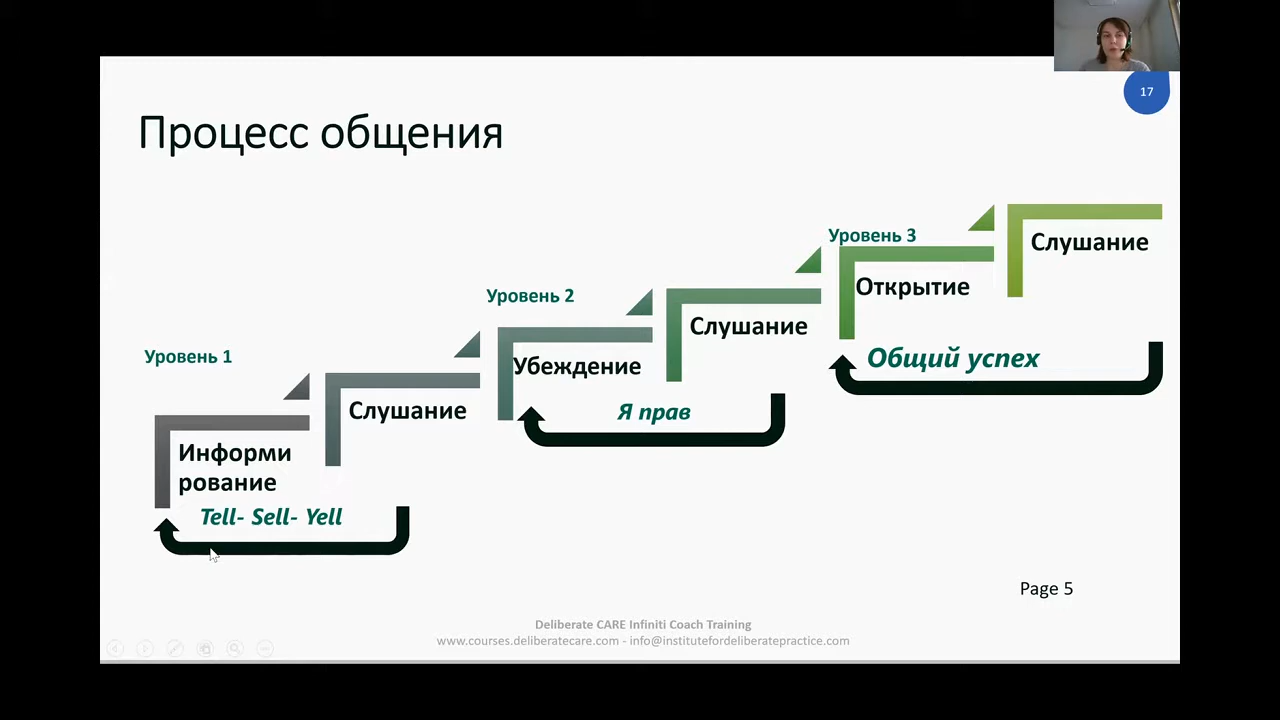 17
Процесс общения
Уровень 1
Информи
рование
Tell- Sell- Yell
Слушание
Уровень 2
Убеждение
Я прав
Слушание
Уровень 3
Открытие
Общий успех
Слушание
Page 5
Deliberate CARE Infiniti Coach Training
www.courses.deliberatecare.com - info@institutefordeliberatepractice.com